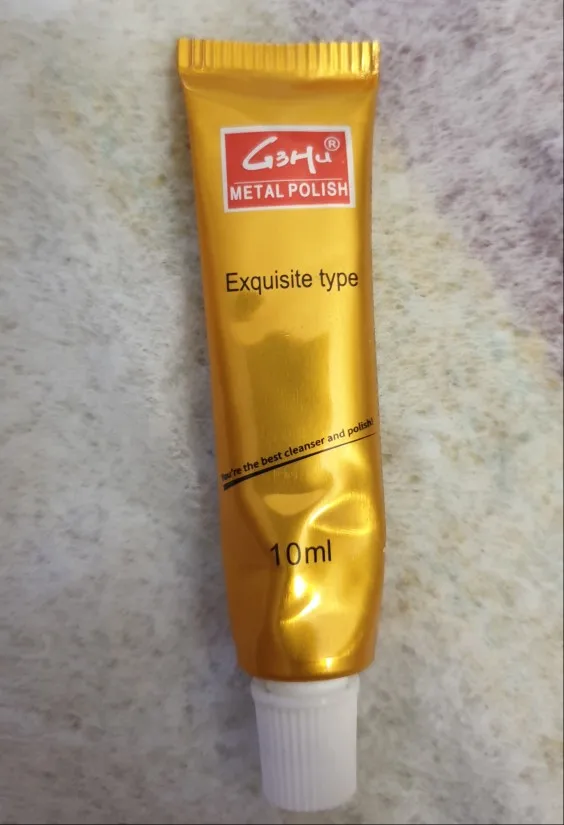 G3Hu®
METAL POLISH
Exquisite type
You're the best cleanser and polish!
10ml